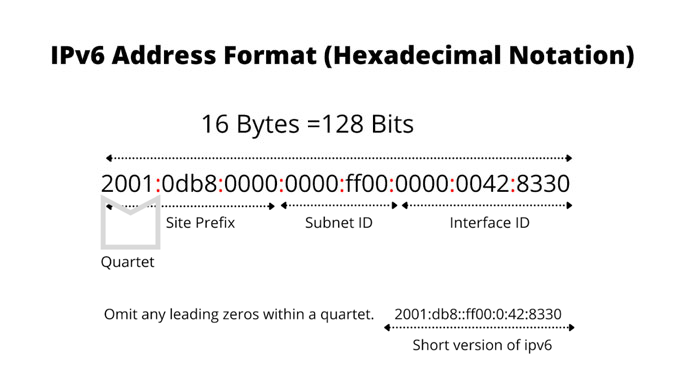 IPv6 Address Format (Hexadecimal Notation)
16 Bytes =128 Bits
2001:0db8:0000:0000:ff00:0000:0042:8330
Site Prefix
Subnet ID
Interface ID
Quartet
Omit any leading zeros within a quartet.
2001:db8::ff00:0:42:8330
Short version of ipv6